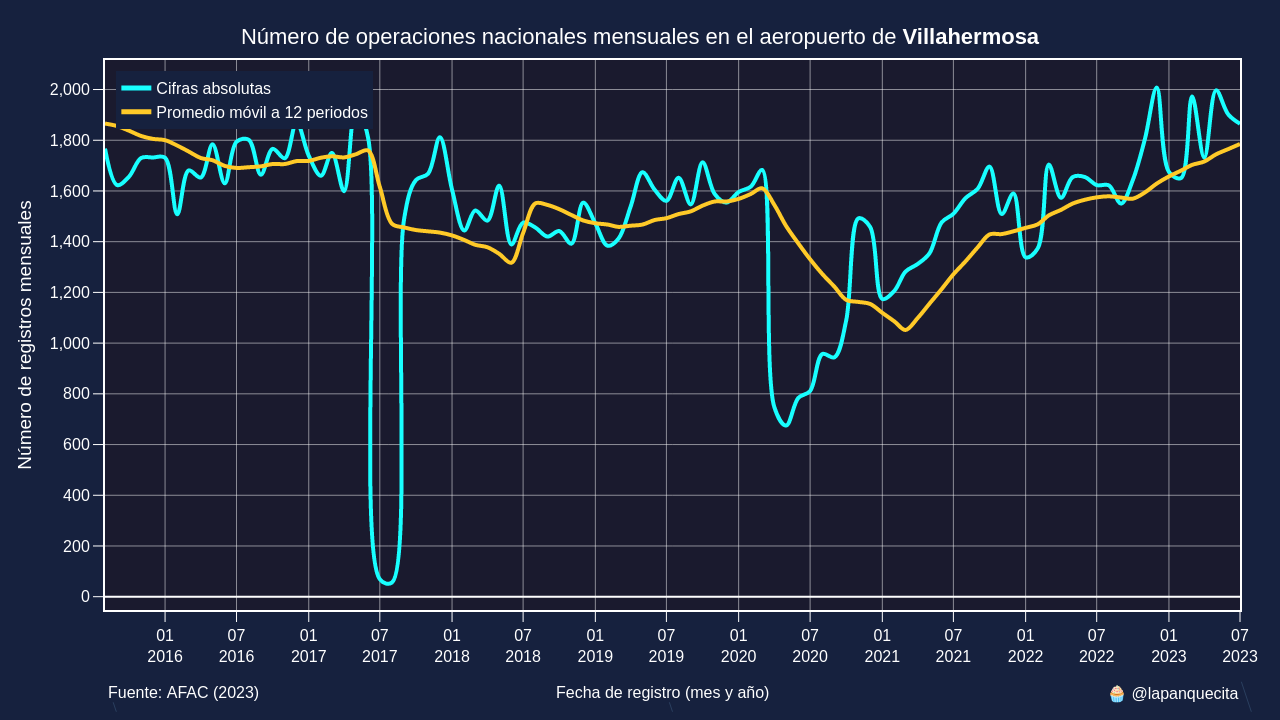 Número de operaciones nacionales mensuales en el aeropuerto de Villahermosa
Cifras absolutas
Promedio móvil a 12 periodos
Número de registros mensuales
2,000
1,800
1,600
1,400
1,200
1,000
800
600
400
200
0
01 07 01 07 01 07 01 07 01 07 01 07 01 07 01 07
2016 2016 2017 2017 2018 2018 2019 2019 2020 2020 2021 2021 2022 2022 2023 2023
Fuente: AFAC (2023) Fecha de registro (mes y año) 🧁 @lapanquecita